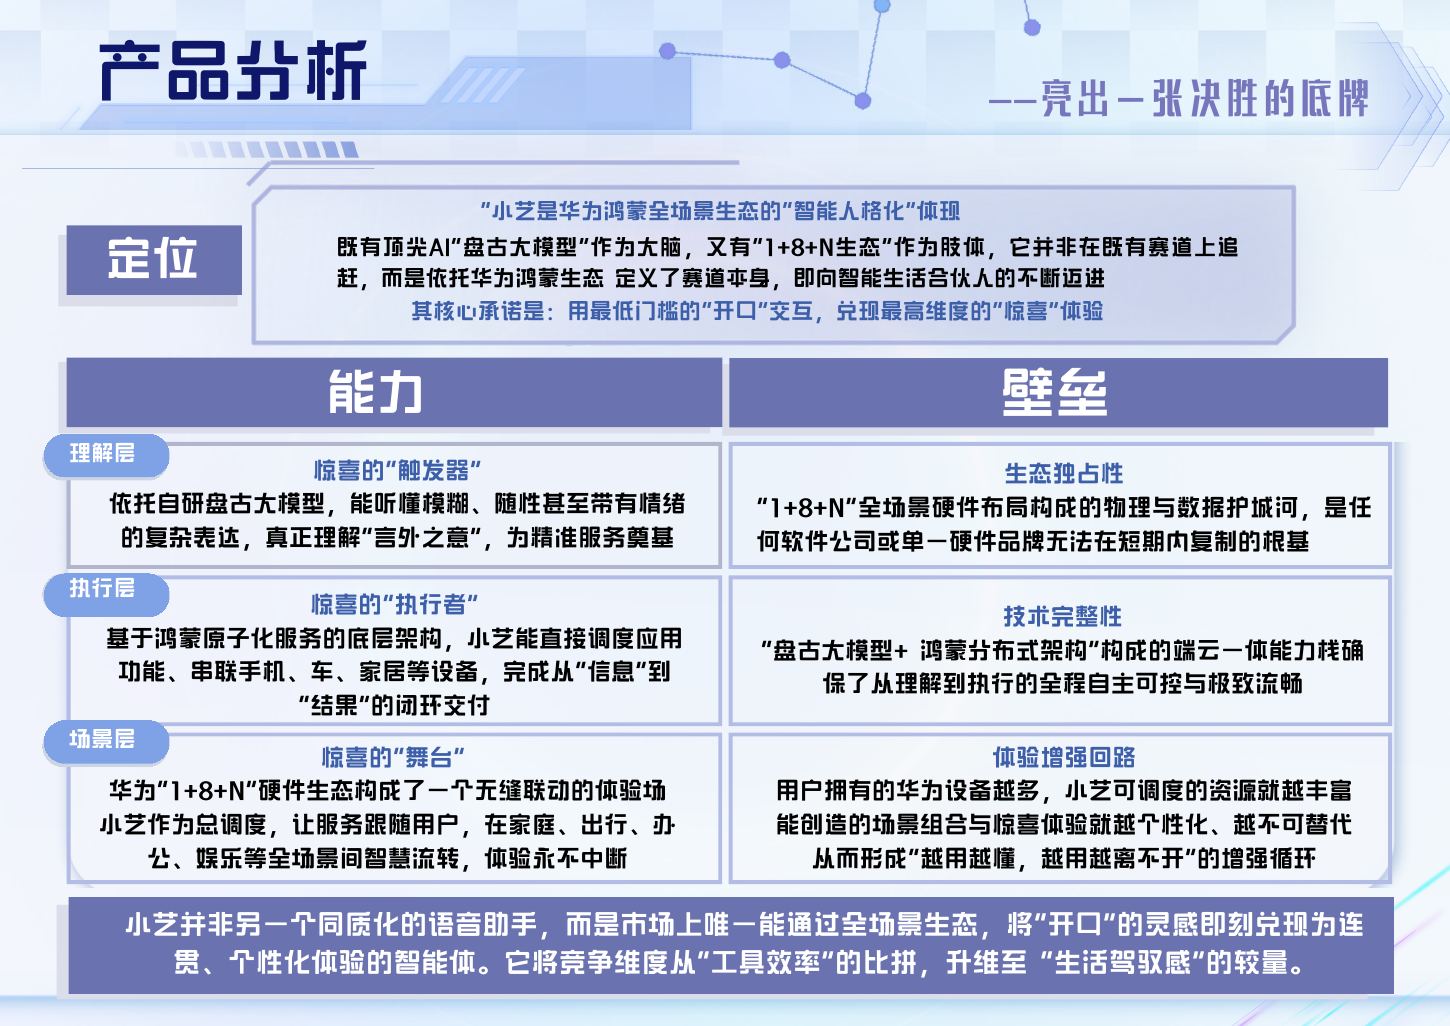 产品分析
——亮出一张决胜的底牌
定位
"小艺是华为鸿蒙全场景生态的"智能人格化"体现
既有顶尖AI"盘古大模型"作为大脑，又有"1+8+N生态"作为肢体，它并非在既有赛道上追
赶，而是依托华为鸿蒙生态 定义了赛道本身，即向智能生活合伙人的不断迈进
其核心承诺是：用最低门槛的"开口"交互，兑现最高维度的"惊喜"体验
能力
壁垒
理解层
惊喜的"触发器"
依托自研盘古大模型，能听懂模糊、随性甚至带有情绪
的复杂表达，真正理解"言外之意"，为精准服务奠基
生态独占性
"1+8+N"全场景硬件布局构成的物理与数据护城河，是任
何软件公司或单一硬件品牌无法在短期内复制的根基
执行层
惊喜的"执行者"
基于鸿蒙原子化服务的底层架构，小艺能直接调度应用
功能、串联手机、车、家居等设备，完成从"信息"到
"结果"的闭环交付
技术完整性
"盘古大模型+ 鸿蒙分布式架构"构成的端云一体能力栈确
保了从理解到执行的全程自主可控与极致流畅
场景层
惊喜的"舞台"
华为"1+8+N"硬件生态构成了一个无缝联动的体验场
小艺作为总调度，让服务跟随用户，在家庭、出行、办
公、娱乐等全场景间智慧流转，体验永不中断
体验增强回路
用户拥有的华为设备越多，小艺可调度的资源就越丰富
能创造的场景组合与惊喜体验就越个性化、越不可替代
从而形成"越用越懂，越用越离不开"的增强循环
小艺并非另一个同质化的语音助手，而是市场上唯一能通过全场景生态，将"开口"的灵感即刻兑现为连
贯、个性化体验的智能体。它将竞争维度从"工具效率"的比拼，升维至 "生活驾驭感"的较量。